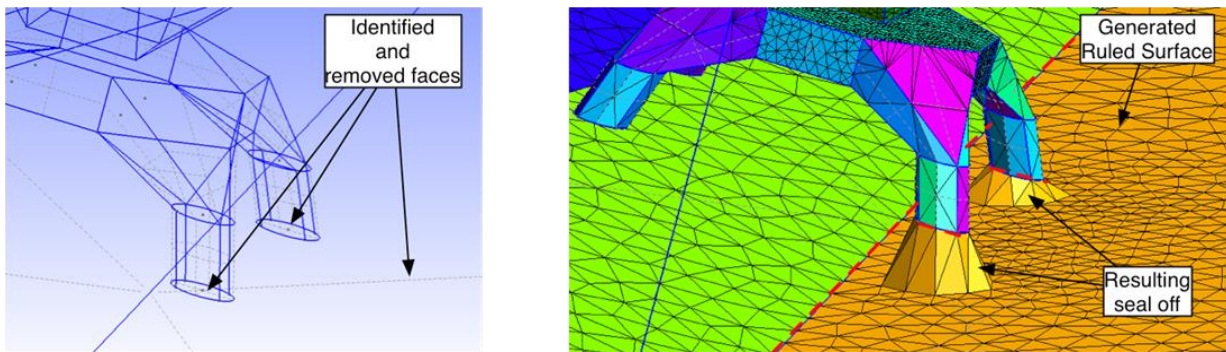 Identified
and
removed faces
Generated
Ruled Surface
Resulting
seal off